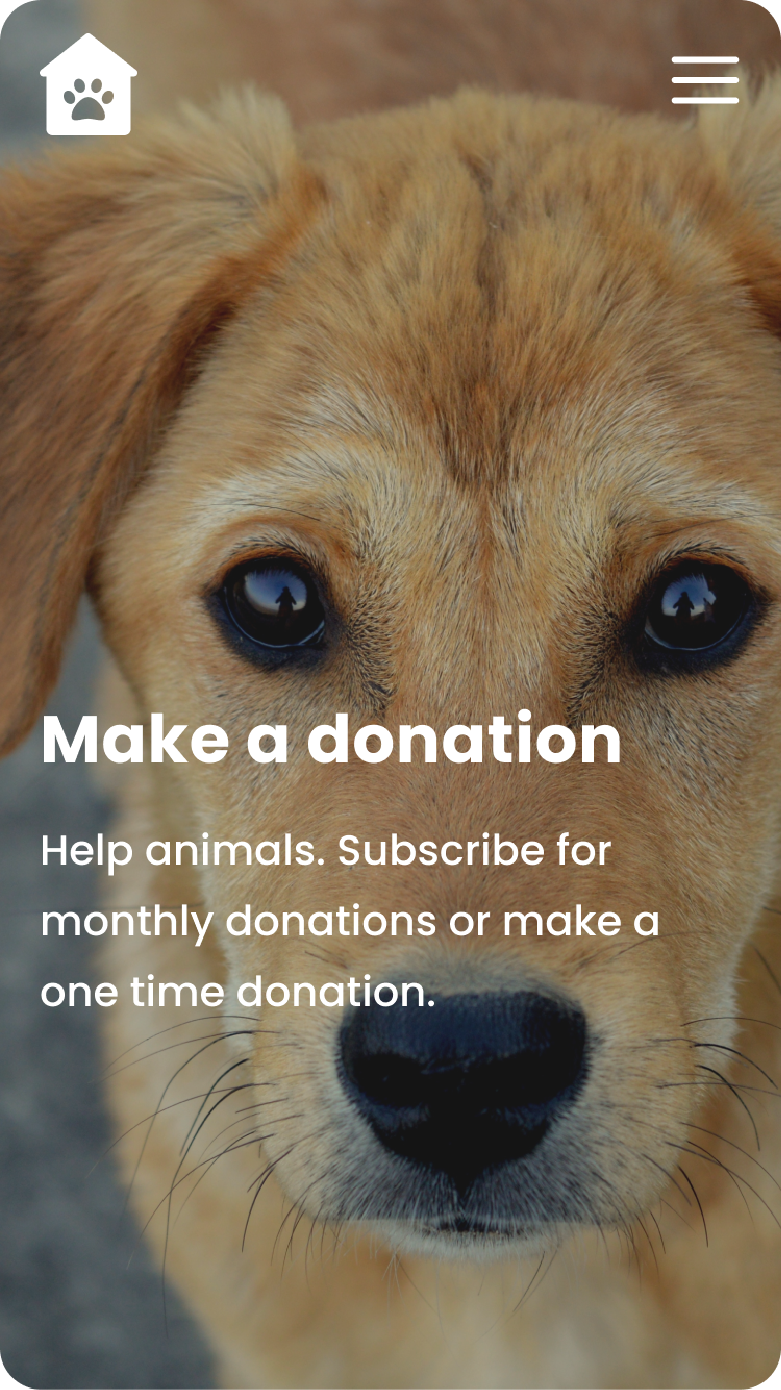 Make a donation
Help animals. Subscribe for
monthly donations or make a
one time donation.